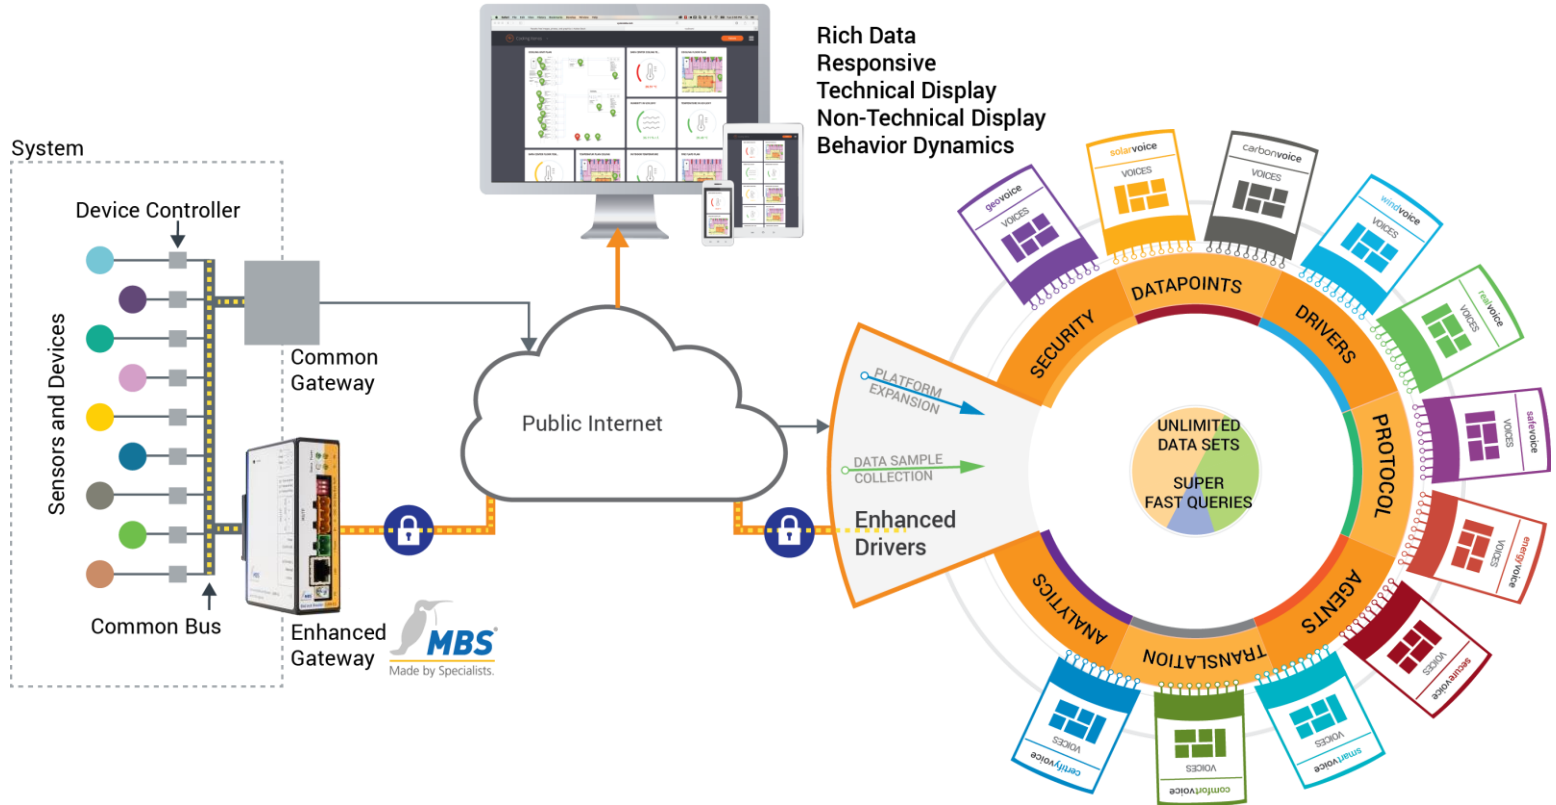 Rich Data
Responsive
Technical Display
Non-Technical Display
Behavior Dynamics
System
Device Controller
Sensors and Devices
Common
Gateway
Common Bus
Enhanced
Gateway
MBS
Made by Specialists.
Public Internet
PLATFORM
EXPANSION
DATA SAMPLE
COLLECTION
Enhanced
Drivers
UNLIMITED
DATA SETS
SUPER
FAST QUERIES
SECURITY
DATAPOINTS
DRIVERS
PROTOCOL
AGENTS
TRANSLATION
ANALYTICS
geovoice
VOICES
solarvoice
VOICES
carbonvoice
VOICES
windvoice
VOICES
realvoice
VOICES
safevoice
VOICES
energyvoice
VOICES
securevoice
VOICES
smartvoice
VOICES
comfortvoice
VOICES
certifyvoice
VOICES